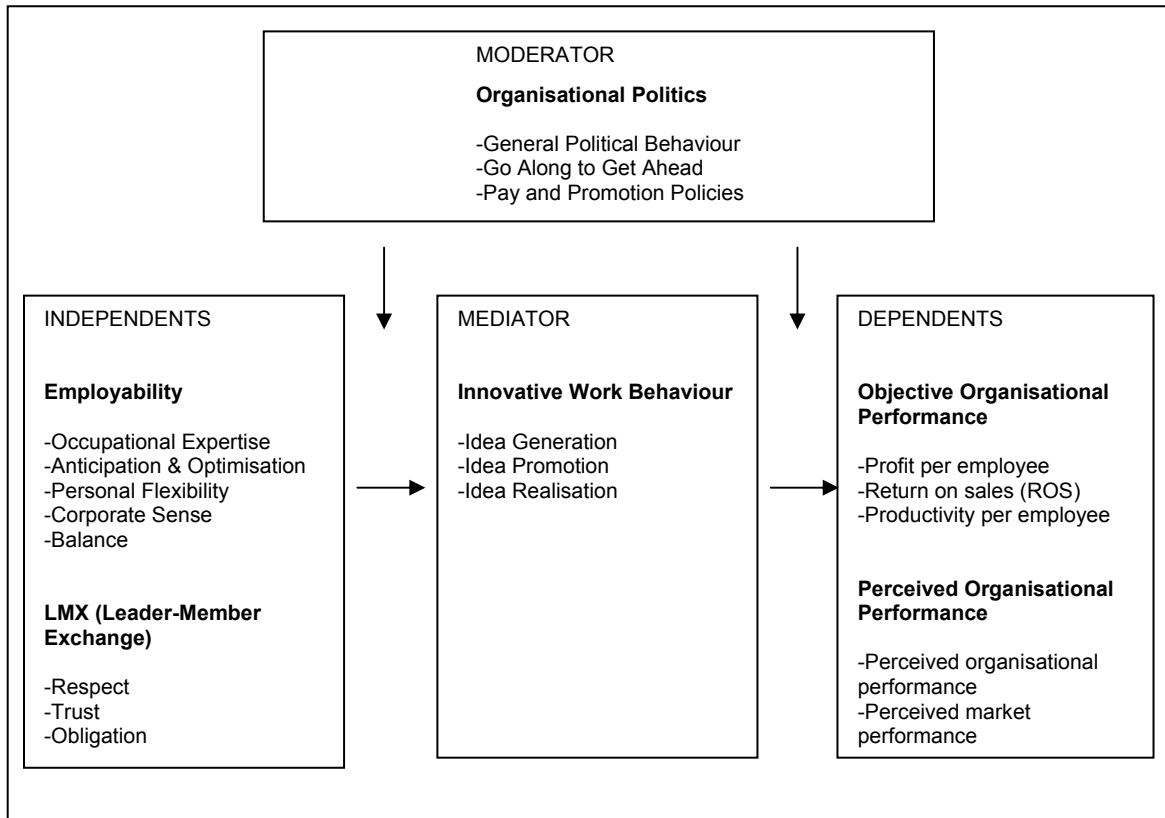 MODERATOR
Organisational Politics
-General Political Behaviour
-Go Along to Get Ahead
-Pay and Promotion Policies
INDEPENDENTS
Employability
-Occupational Expertise
-Anticipation & Optimisation
-Personal Flexibility
-Corporate Sense
-Balance
LMX (Leader-Member
Exchange)
-Respect
-Trust
-Obligation
MEDIATOR
Innovative Work Behaviour
-Idea Generation
-Idea Promotion
-Idea Realisation
DEPENDENTS
Objective Organisational
Performance
-Profit per employee
-Return on sales (ROS)
-Productivity per employee
Perceived Organisational
Performance
-Perceived organisational
performance
-Perceived market
performance